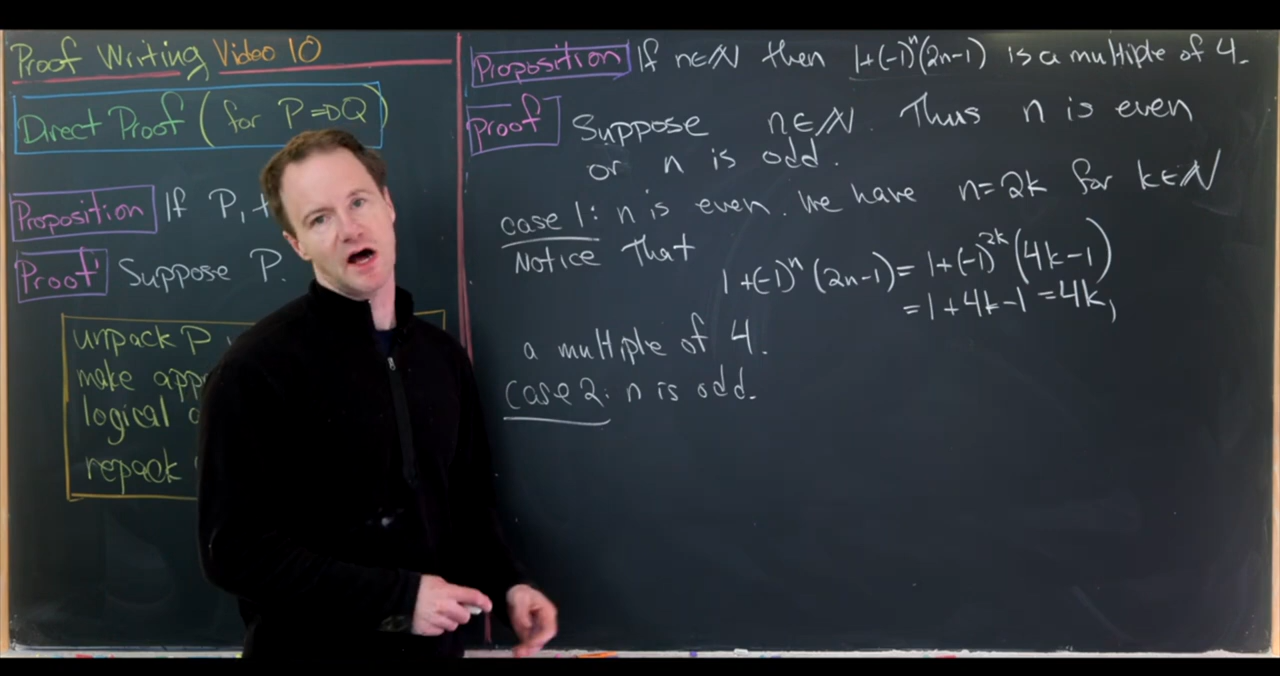 Proof Writing Video 10
Direct Proof (for P⇒Q)
Proposition If P,
Proof Suppose P.
unpack P
make
logical
repack
Proposition If n∈ℕ then 1+(-1)ⁿ(2n-1) is a multiple of 4.
Proof Suppose n∈ℕ. Thus n is even
or n is odd.
case 1: n is even. We have n=2k for k∈ℕ
Notice That
1+(-1)ⁿ(2n-1) = 1+(-1)²ᵏ(4k-1)
=1+4k-1=4k,
a multiple of 4.
Case 2: n is odd.